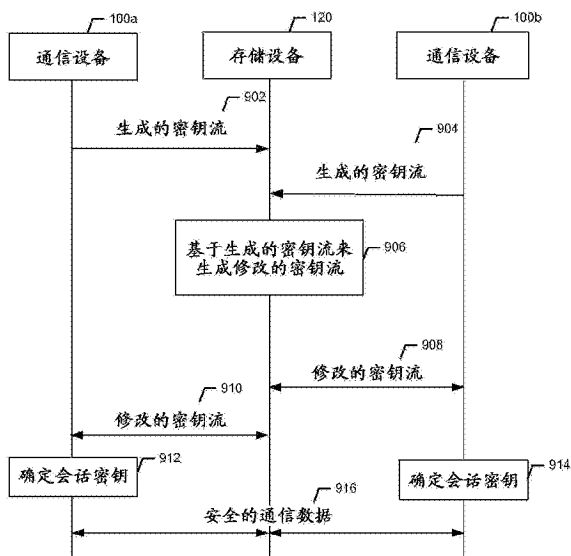 100a
120
100b
通信设备
存储设备
通信设备
902
生成的密钥流
904
生成的密钥流
基于生成的密钥流来
生成修改的密钥流
906
908
修改的密钥流
910
修改的密钥流
912
确定会话密钥
914
确定会话密钥
916
安全的通信数据